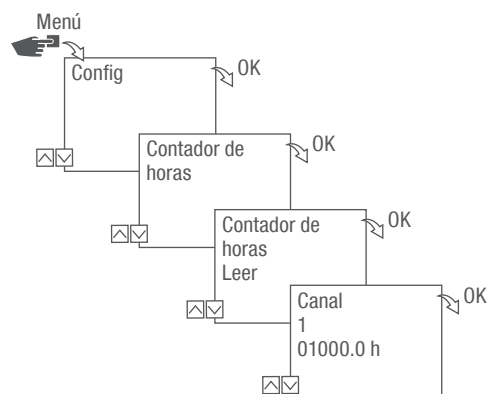 Menú
Config
OK
Contador de
horas
OK
Contador de
horas
Leer
OK
Canal
1
01000.0 h
OK